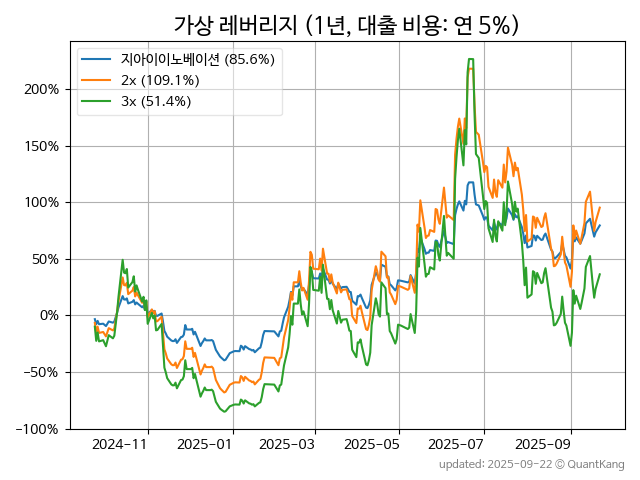 가상 레버리지 (1년, 대출 비용: 연 5%)
지아이이노베이션 (85.6%)
2x (109.1%)
3x (51.4%)
200%
150%
100%
50%
0%
−50%
−100%
2024-11
2025-01
2025-03
2025-05
2025-07
2025-09
updated: 2025-09-22 © QuantKang